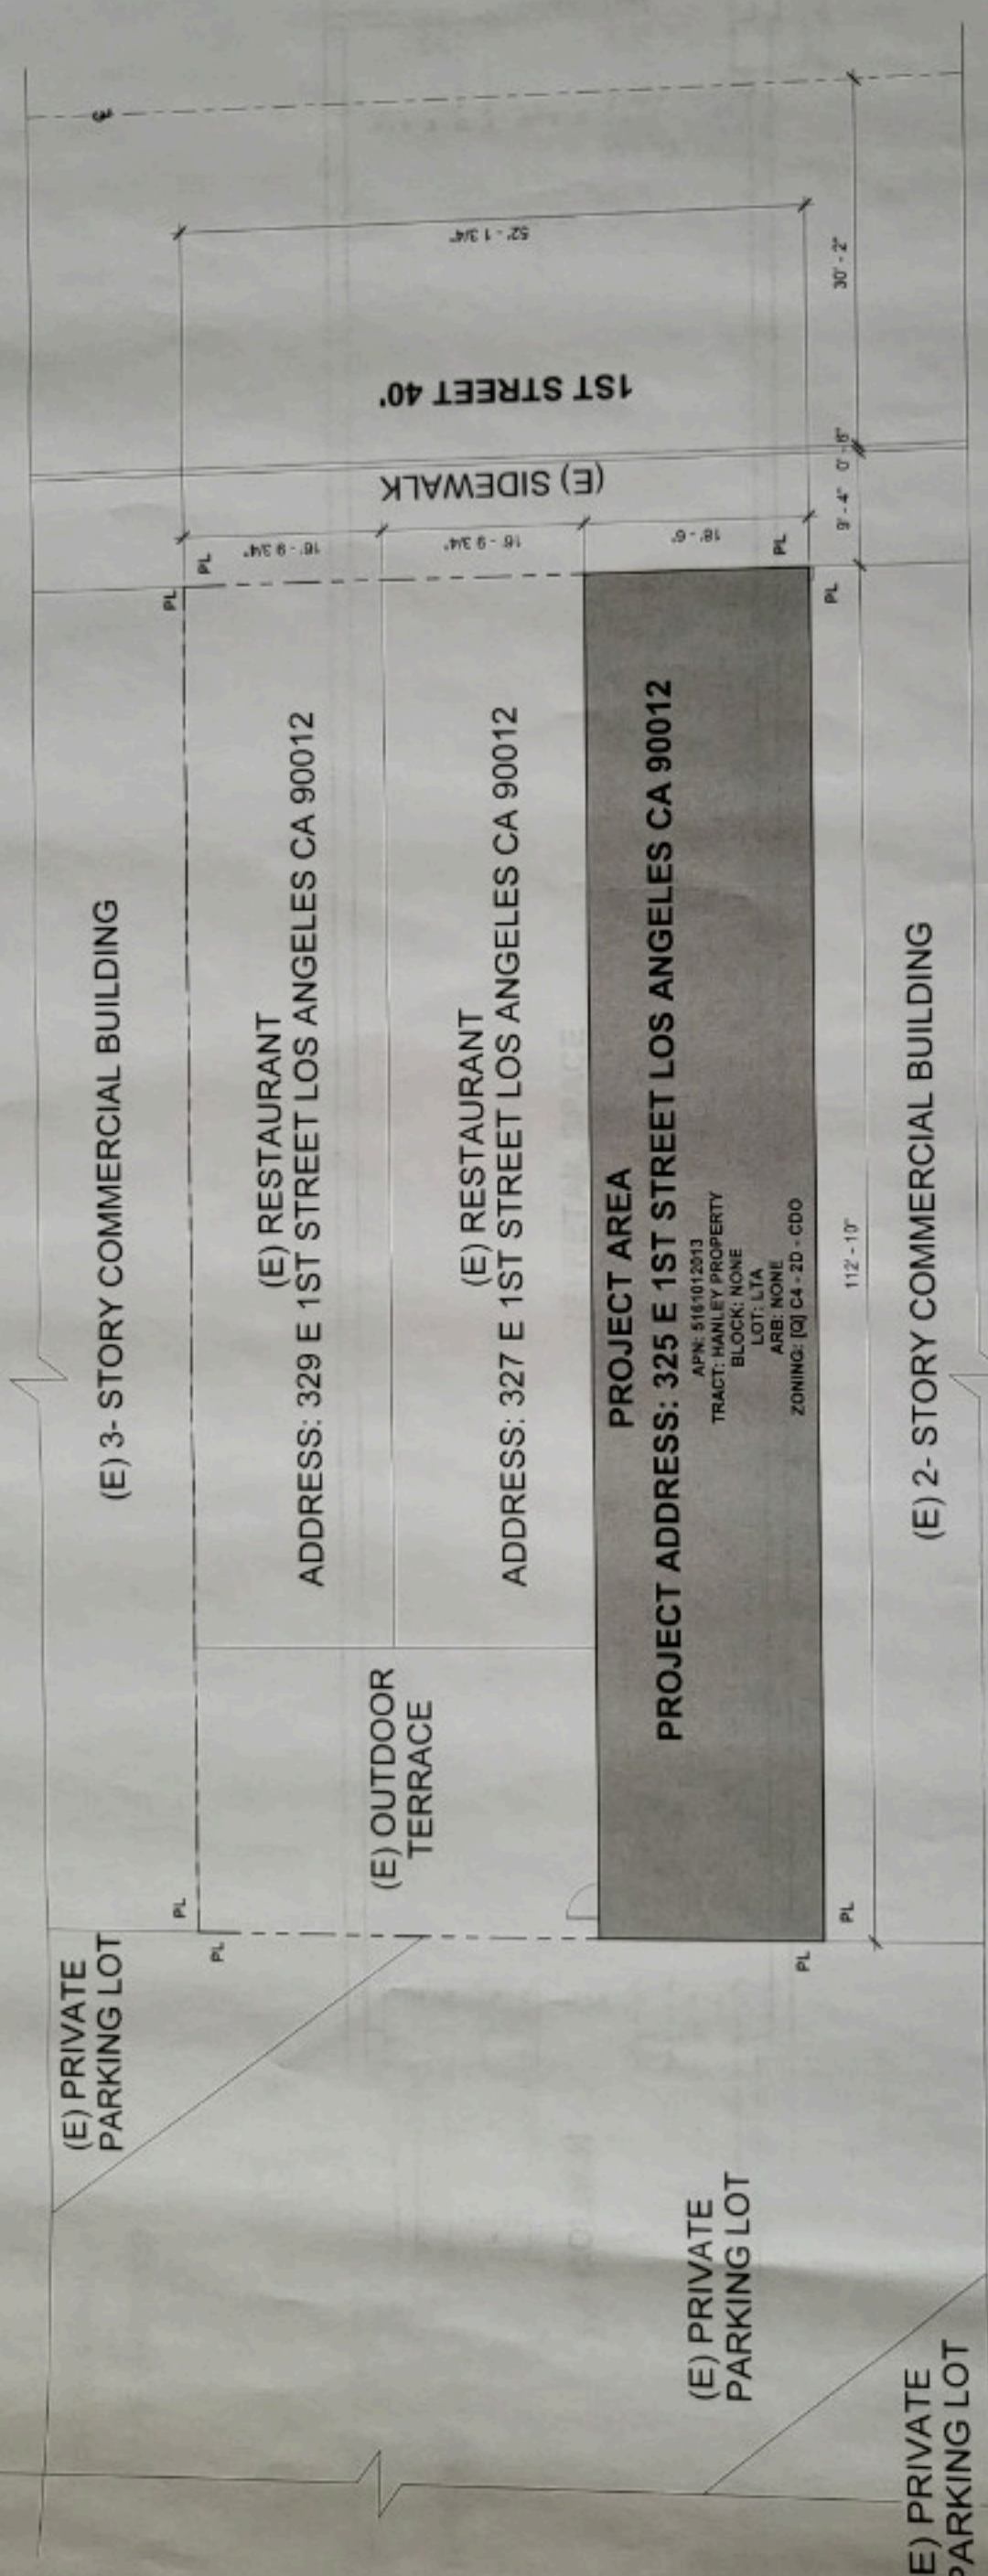 (E) 3- STORY COMMERCIAL BUILDING
(E) PRIVATE
PARKING LOT
PL
PL
PL
PL
(E) RESTAURANT
ADDRESS: 329 E 1ST STREET LOS ANGELES CA 90012
(E) RESTAURANT
ADDRESS: 327 E 1ST STREET LOS ANGELES CA 90012
(E) OUTDOOR
TERRACE
PROJECT AREA
PROJECT ADDRESS: 325 E 1ST STREET LOS ANGELES CA 90012
APN: 5161012013
TRACT: HANLEY PROPERTY
BLOCK: NONE
LOT: LTA
ARB: NONE
ZONING: [Q] C4 - 2D - CDO
PL
PL
PL
PL
112' - 10"
9' - 4"
0' - 8"
30' - 2"
16' - 9 3/4"
16' - 9 3/4"
18' - 6"
52' - 1 3/4"
(E) SIDEWALK
1ST STREET 40'
(E) PRIVATE
PARKING LOT
(E) 2- STORY COMMERCIAL BUILDING
E) PRIVATE
PARKING LOT